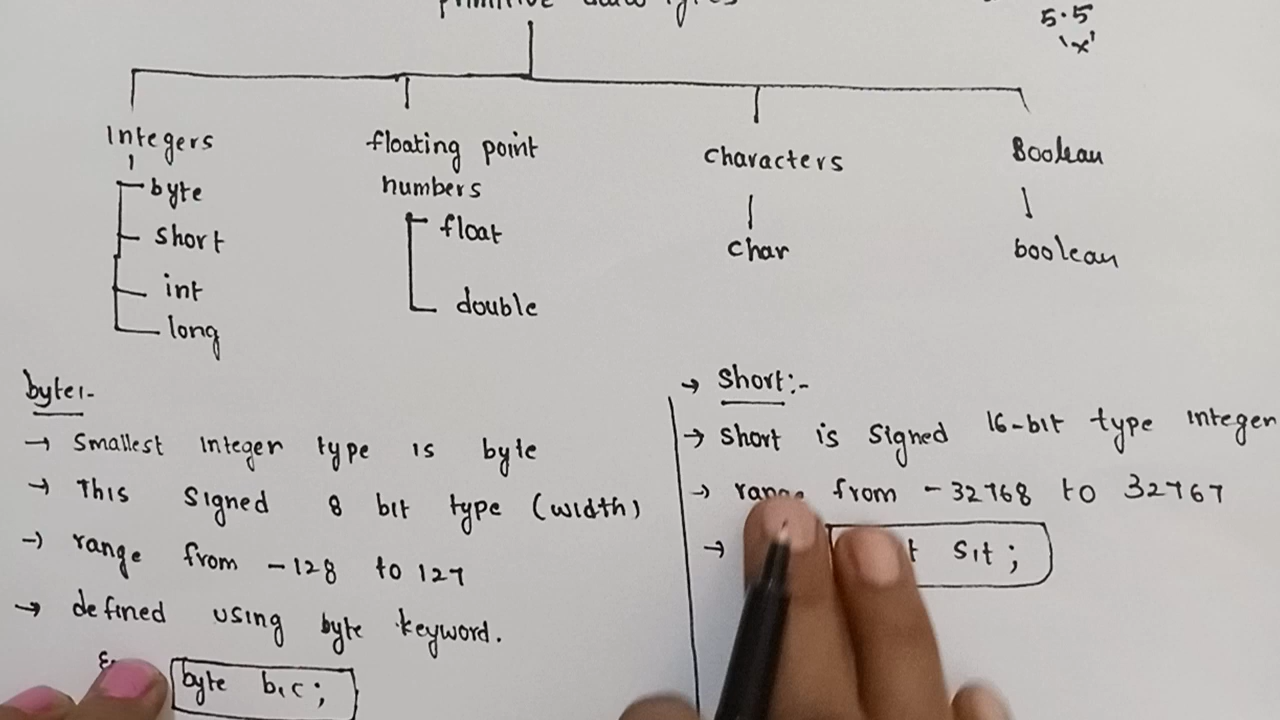 5.5
'x'
Integers
byte
short
int
long
floating point
numbers
float
double
characters
char
Boolean
boolean
byte:-
→ Smallest Integer type is byte
→ This signed 8 bit type (width)
→ range from -128 to 127
→ defined using byte keyword.
byte b,c;
→ Short:-
→ Short is signed 16-bit type Integer
→ range from -32768 to 32767
→ s,t;